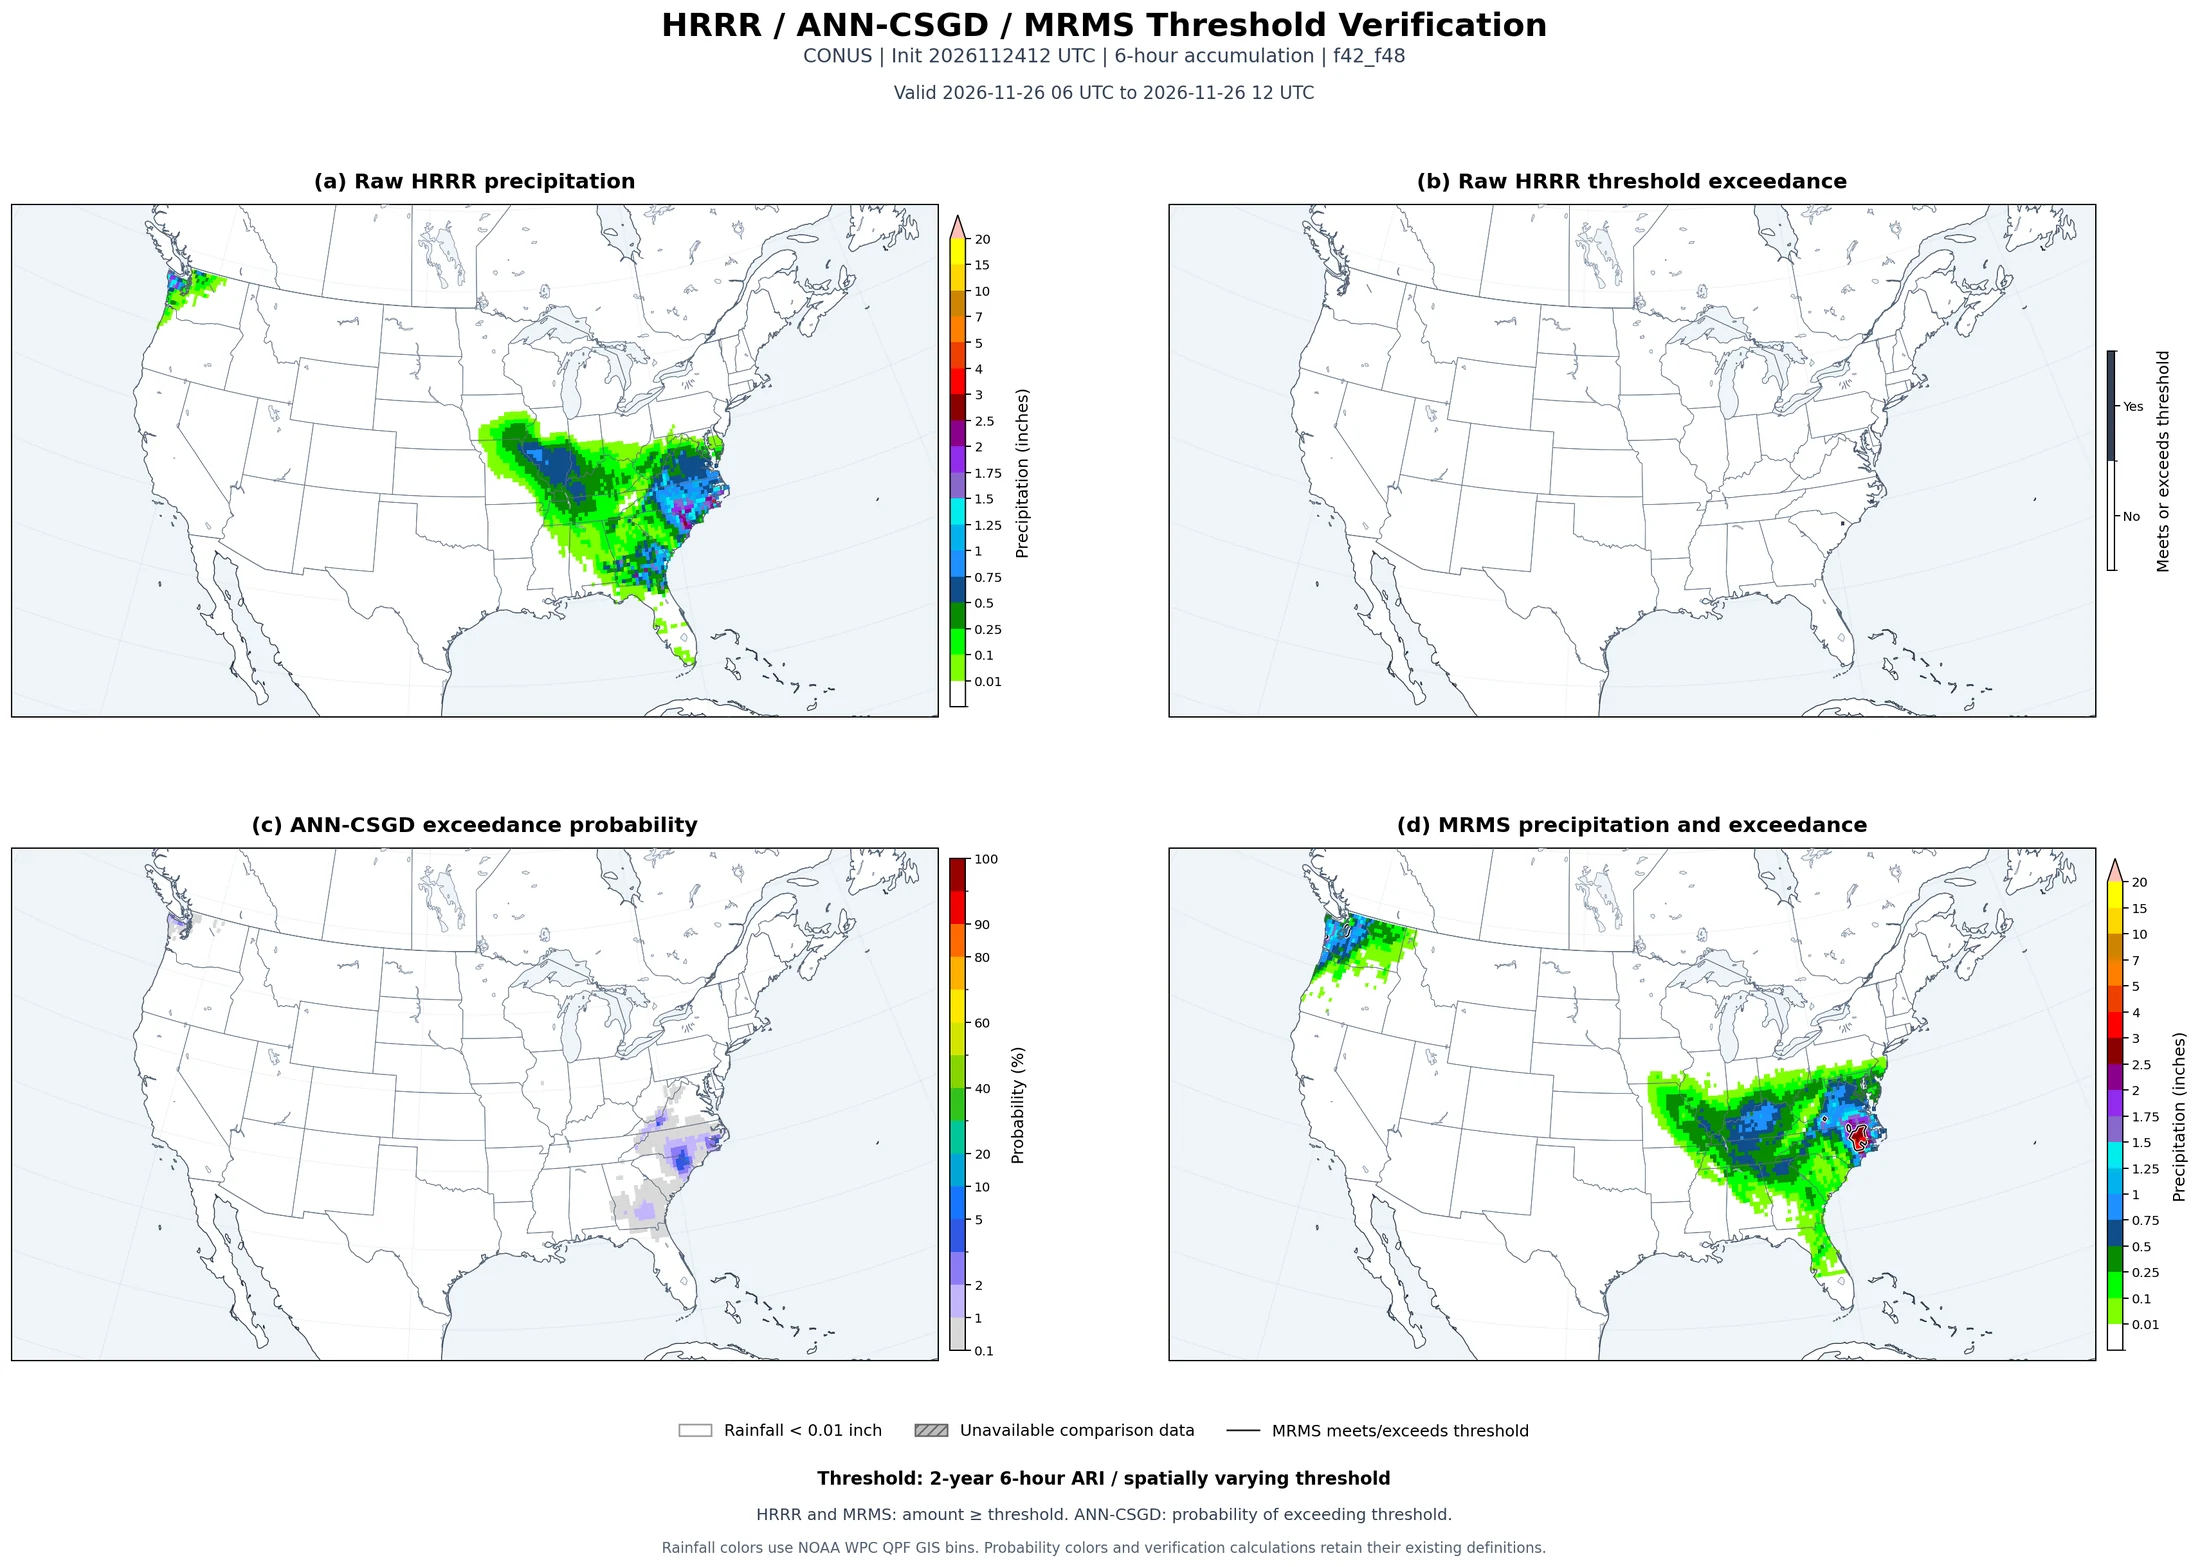 HRRR / ANN-CSGD / MRMS Threshold Verification
CONUS | Init 2026112412 UTC | 6-hour accumulation | f42_f48
Valid 2026-11-26 06 UTC to 2026-11-26 12 UTC
(a) Raw HRRR precipitation
20
15
10
7
5
4
3
2.5
2
1.75
1.5
1.25
1
0.75
0.5
0.25
0.1
0.01
Precipitation (inches)
(b) Raw HRRR threshold exceedance
Yes
No
Meets or exceeds threshold
(c) ANN-CSGD exceedance probability
100
90
80
60
40
20
10
5
2
1
0.1
Probability (%)
(d) MRMS precipitation and exceedance
20
15
10
7
5
4
3
2.5
2
1.75
1.5
1.25
1
0.75
0.5
0.25
0.1
0.01
Precipitation (inches)
Rainfall < 0.01 inch
Unavailable comparison data
MRMS meets/exceeds threshold
Threshold: 2-year 6-hour ARI / spatially varying threshold
HRRR and MRMS: amount ≥ threshold. ANN-CSGD: probability of exceeding threshold.
Rainfall colors use NOAA WPC QPF GIS bins. Probability colors and verification calculations retain their existing definitions.